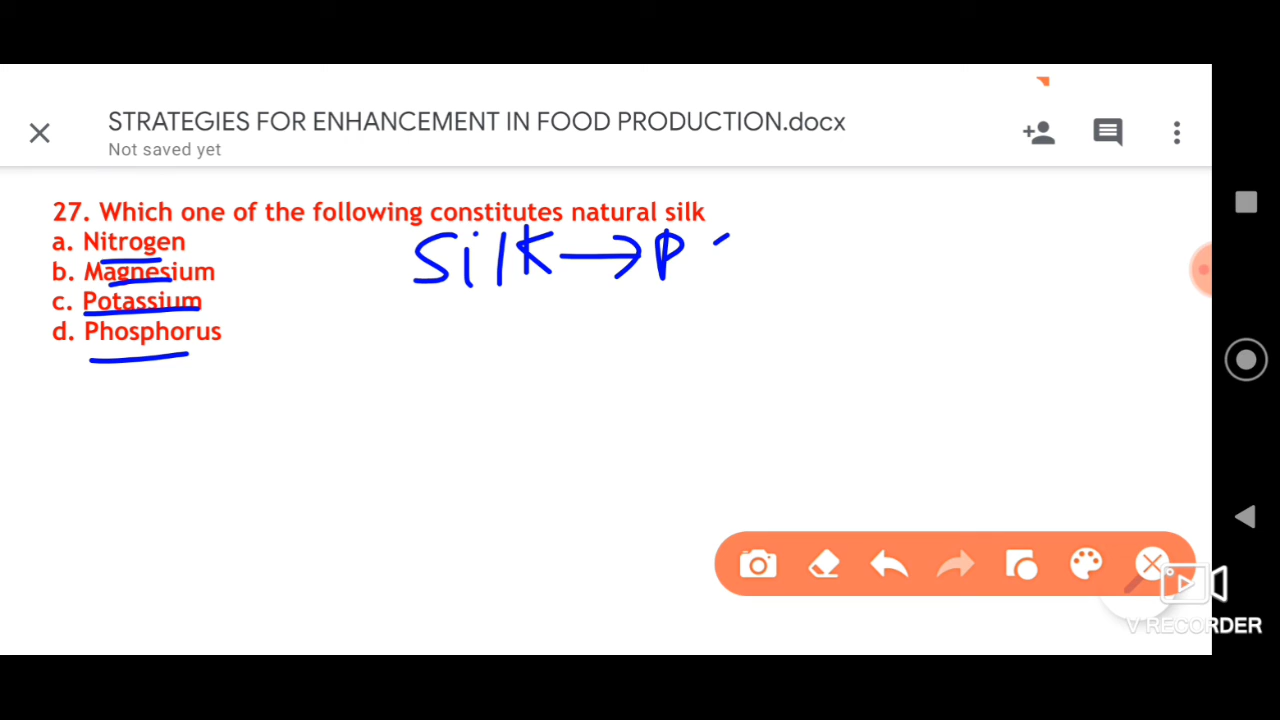 STRATEGIES FOR ENHANCEMENT IN FOOD PRODUCTION.docx
Not saved yet
27. Which one of the following constitutes natural silk
a. Nitrogen
b. Magnesium
c. Potassium
d. Phosphorus
Silk → P
V RECORDER